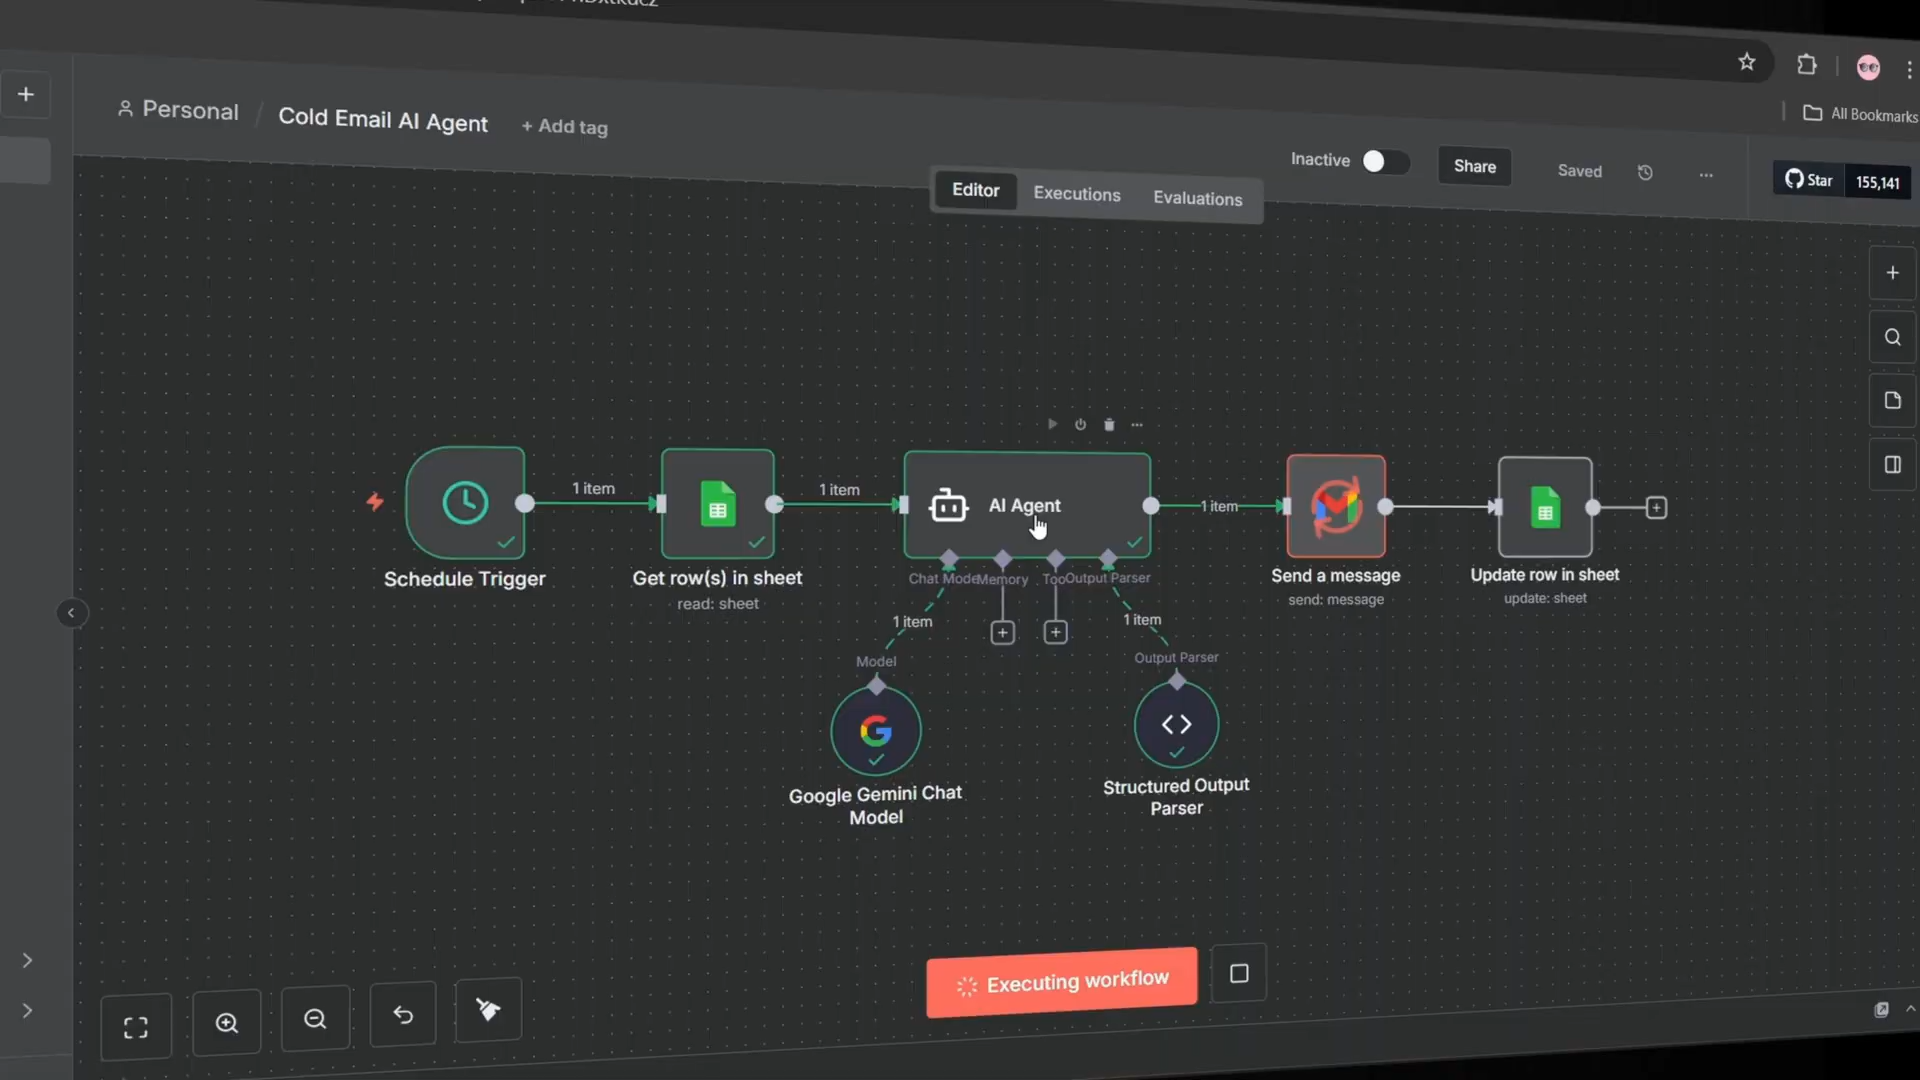 Personal / Cold Email AI Agent + Add tag
All Bookmarks
Inactive
Share
Saved
Star 155,141
Editor
Executions
Evaluations
1 item
1 item
AI Agent
1 item
Schedule Trigger
Get row(s) in sheet
read: sheet
Chat Mode
Memory
Too
Output Parser
Send a message
send: message
Update row in sheet
update: sheet
1 item
1 item
Model
Output Parser
Google Gemini Chat
Model
Structured Output
Parser
Executing workflow